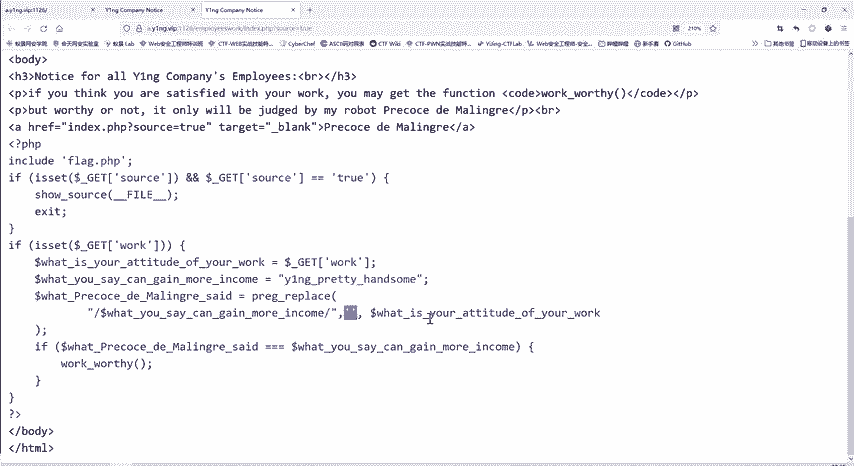 a.y1ng.vip:1126/
Y1ng Company Notice
Y1ng Company Notice
a.y1ng.vip:1126/employeeswork/index.php?source=true
210%
CTF Wiki
GitHub
CyberChef
<body>
<h3>Notice for all Y1ng Company's Employees:<br></h3>
<p>if you think you are satisfied with your work, you may get the function <code>work_worthy()</code></p>
<p>but worthy or not, it only will be judged by my robot Precoce de Malingre</p><br>
<a href="index.php?source=true" target="_blank">Precoce de Malingre</a>
<?php
include 'flag.php';
if (isset($_GET['source']) && $_GET['source'] == 'true') {
    show_source(__FILE__);
    exit;
}
if (isset($_GET['work'])) {
    $what_is_your_attitude_of_your_work = $_GET['work'];
    $what_you_say_can_gain_more_income = "y1ng_pretty_handsome";
    $what_Precoce_de_Malingre_said = preg_replace(
            "/$what_you_say_can_gain_more_income/",'', $what_is_your_attitude_of_your_work
    );
    if ($what_Precoce_de_Malingre_said === $what_you_say_can_gain_more_income) {
        work_worthy();
    }
}
?>
</body>
</html>